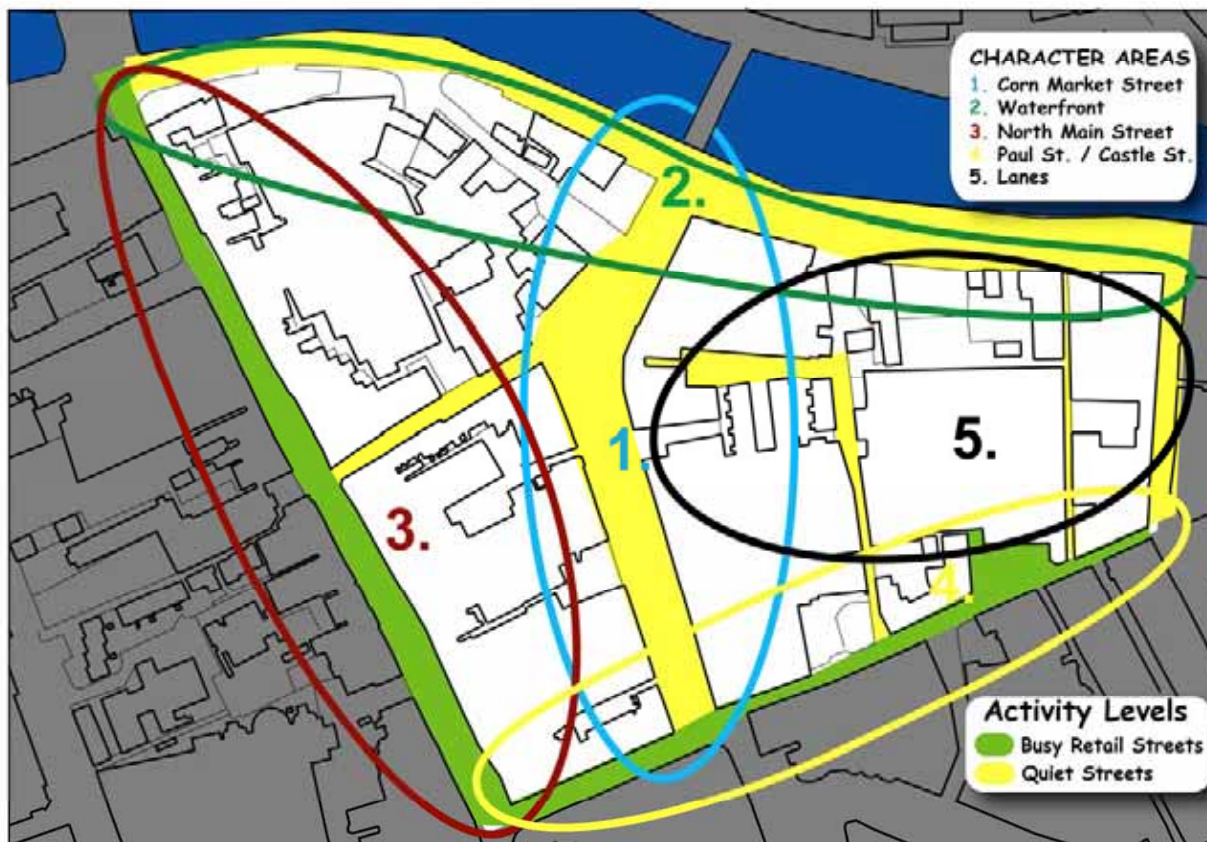 CHARACTER AREAS
1. Corn Market Street
2. Waterfront
3. North Main Street
4. Paul St. / Castle St.
5. Lanes
2.
1.
5.
3.
4.
Activity Levels
Busy Retail Streets
Quiet Streets